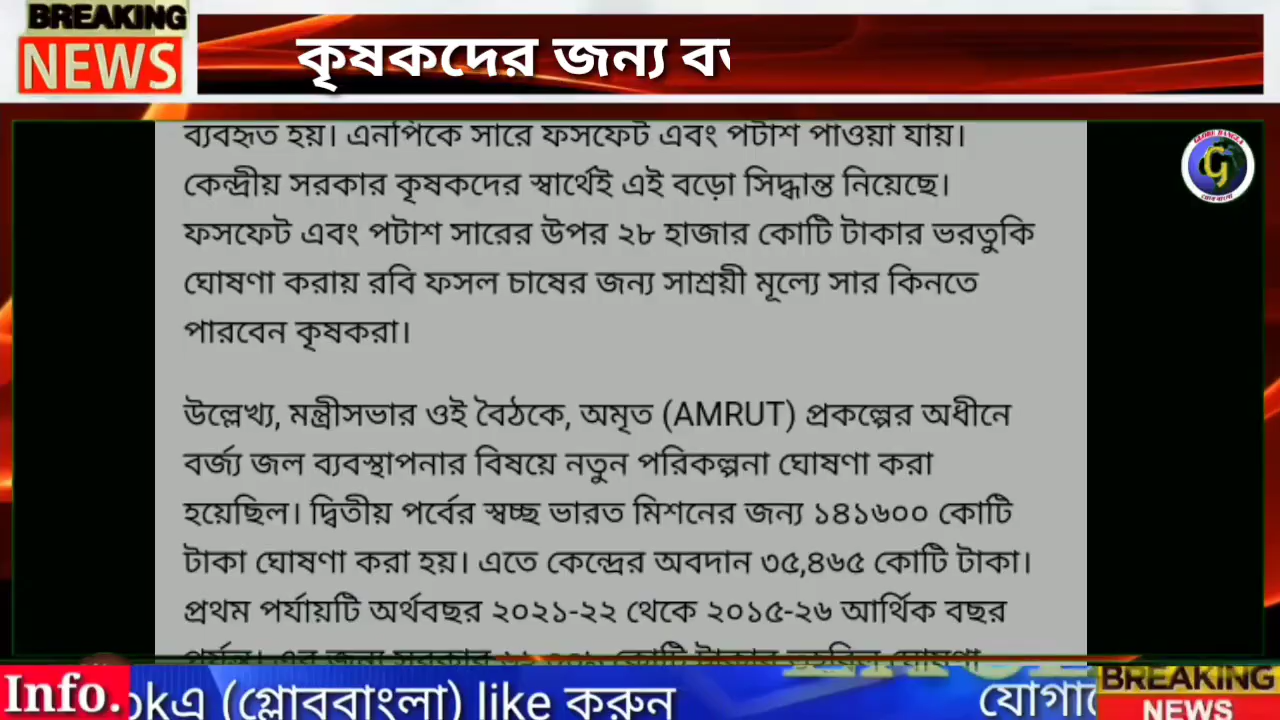 BREAKING
NEWS
কৃষকদের জন্য
ব্যবহৃত হয়। এনপিকে সারে ফসফেট এবং পটাশ পাওয়া যায়।
কেন্দ্রীয় সরকার কৃষকদের স্বার্থেই এই বড়ো সিদ্ধান্ত নিয়েছে।
ফসফেট এবং পটাশ সারের উপর ২৮ হাজার কোটি টাকার ভরতুকি
ঘোষণা করায় রবি ফসল চাষের জন্য সাশ্রয়ী মূল্যে সার কিনতে
পারবেন কৃষকরা।
উল্লেখ্য, মন্ত্রীসভার ওই বৈঠকে, অমৃত (AMRUT) প্রকল্পের অধীনে
বর্জ্য জল ব্যবস্থাপনার বিষয়ে নতুন পরিকল্পনা ঘোষণা করা
হয়েছিল। দ্বিতীয় পর্বের স্বচ্ছ ভারত মিশনের জন্য ১৪১৬০০ কোটি
টাকা ঘোষণা করা হয়। এতে কেন্দ্রের অবদান ৩৫,৪৬৫ কোটি টাকা।
প্রথম পর্যায়টি অর্থবছর ২০২১-২২ থেকে ২০১৫-২৬ আর্থিক বছর
Info.
(গ্লোববাংলা) like করুন
BREAKING
NEWS